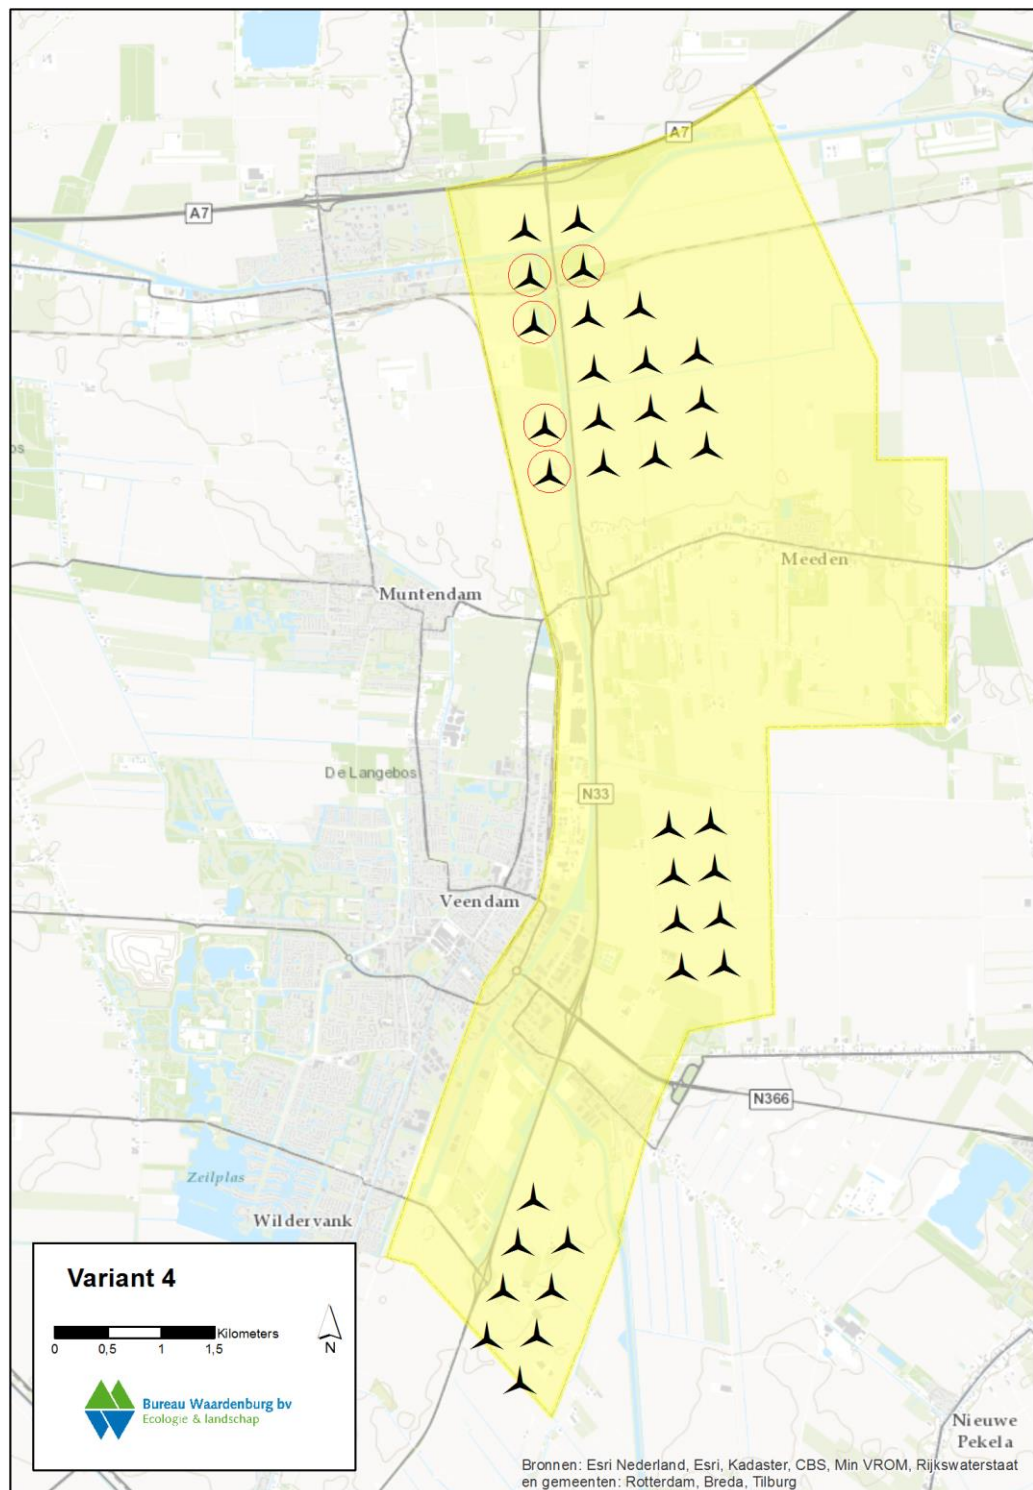 A7
A7
Muntendam
Meeden
De Langebos
N33
Veendam
N366
Zeilplas
Wildervank
Variant 4
Kilometers
0 0,5 1 1,5
N
Bureau Waardenburg bv
Ecologie & landschap
Nieuwe
Pekela
Bronnen: Esri Nederland, Esri, Kadaster, CBS, Min VROM, Rijkswaterstaat
en gemeenten: Rotterdam, Breda, Tilburg